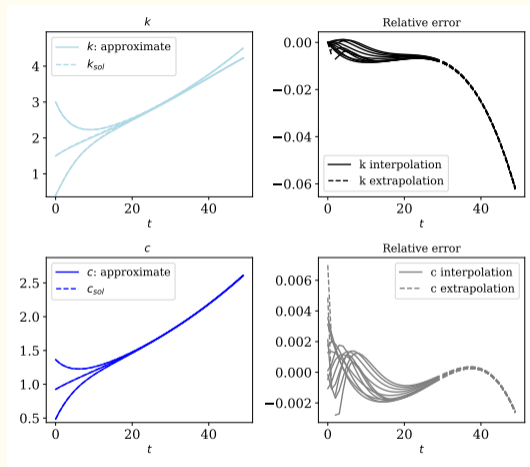 k
k: approximate
k_sol
4
3
2
1
0 20 40
t
Relative error
0.00
−0.02
−0.04
−0.06
k interpolation
k extrapolation
0 20 40
t
c
c: approximate
c_sol
2.5
2.0
1.5
1.0
0.5
0 20 40
t
Relative error
c interpolation
c extrapolation
0.006
0.004
0.002
0.000
−0.002
0 20 40
t